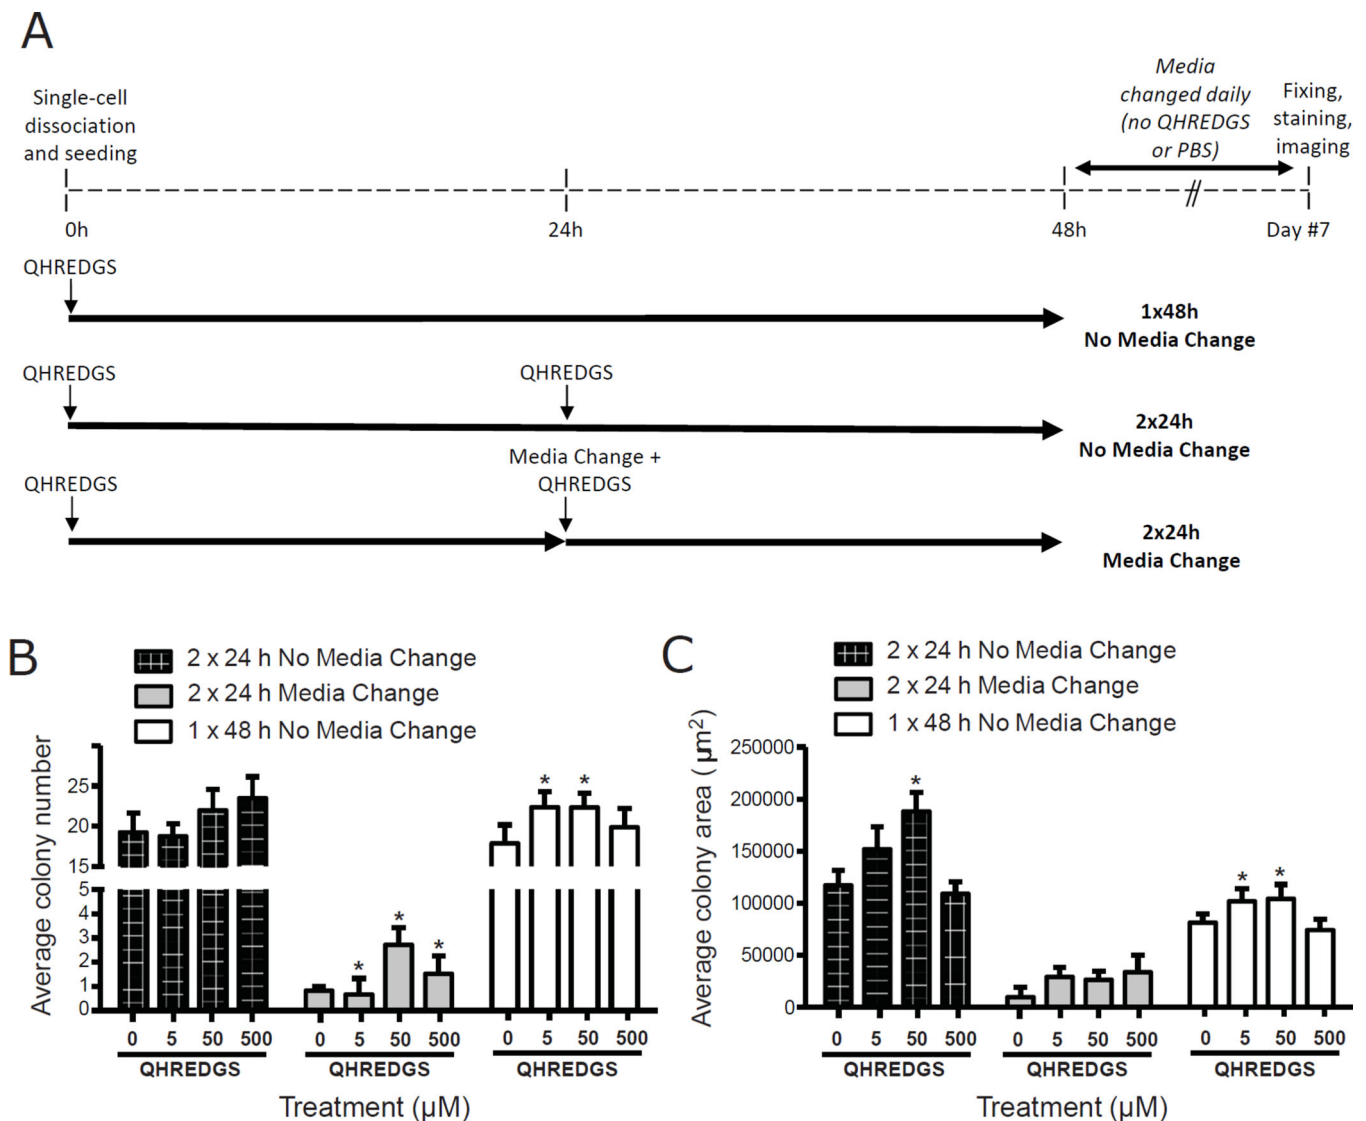 A
Single-cell
dissociation
and seeding
Media
changed daily
(no QHREDGS
or PBS)
Fixing,
staining,
imaging
0h
24h
48h
Day #7
QHREDGS
1x48h
No Media Change
QHREDGS
QHREDGS
2x24h
No Media Change
Media Change +
QHREDGS
QHREDGS
2x24h
Media Change
B
2 x 24 h No Media Change
2 x 24 h Media Change
1 x 48 h No Media Change
Average colony number
25
20
15
5
4
3
2
1
0
* * * * *
0 5 50 500
0 5 50 500
0 5 50 500
QHREDGS
QHREDGS
QHREDGS
Treatment (µM)
C
2 x 24 h No Media Change
2 x 24 h Media Change
1 x 48 h No Media Change
Average colony area ( µm²)
250000
200000
150000
100000
50000
0
* * *
0 5 50 500
0 5 50 500
0 5 50 500
QHREDGS
QHREDGS
QHREDGS
Treatment (µM)